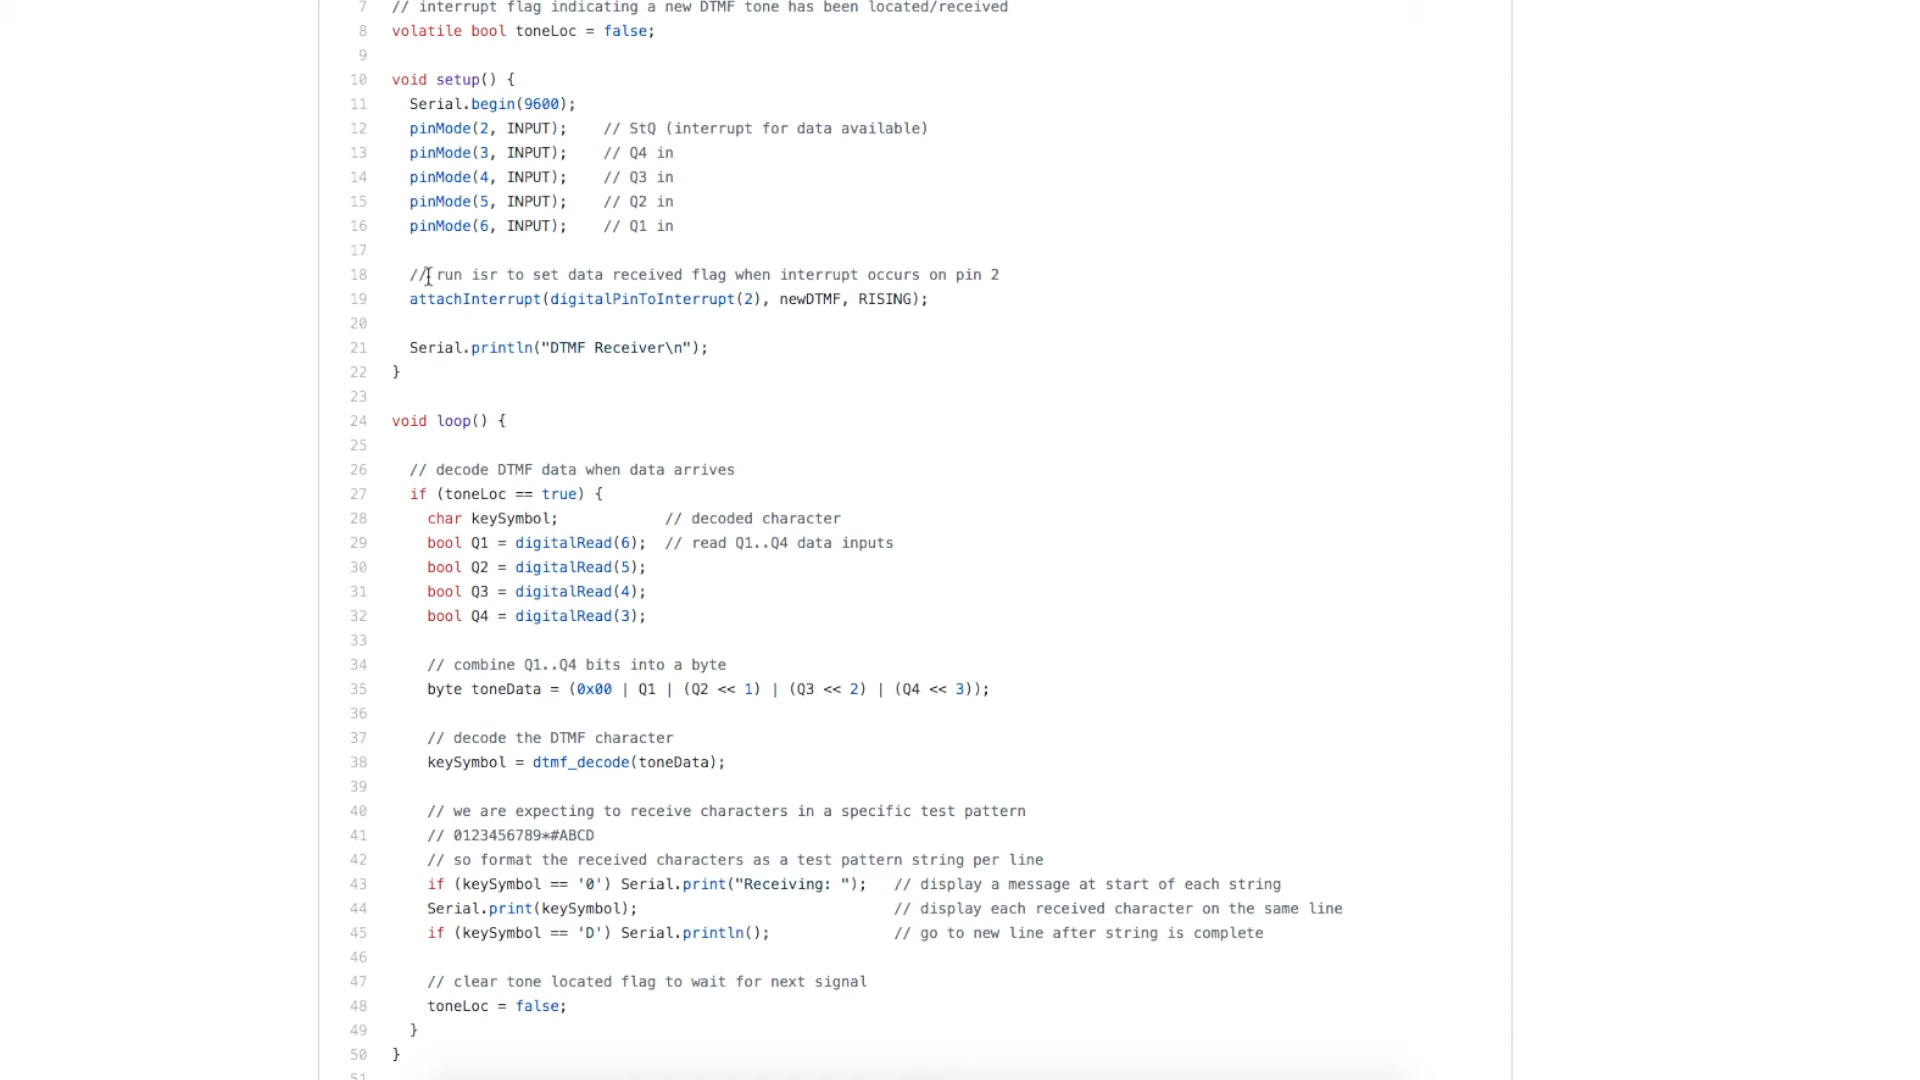 7 // interrupt flag indicating a new DTMF tone has been located/received
8 volatile bool toneLoc = false;
9
10 void setup() {
11 Serial.begin(9600);
12 pinMode(2, INPUT); // StQ (interrupt for data available)
13 pinMode(3, INPUT); // Q4 in
14 pinMode(4, INPUT); // Q3 in
15 pinMode(5, INPUT); // Q2 in
16 pinMode(6, INPUT); // Q1 in
17
18 // run isr to set data received flag when interrupt occurs on pin 2
19 attachInterrupt(digitalPinToInterrupt(2), newDTMF, RISING);
20
21 Serial.println("DTMF Receiver\n");
22 }
23
24 void loop() {
25
26 // decode DTMF data when data arrives
27 if (toneLoc == true) {
28 char keySymbol; // decoded character
29 bool Q1 = digitalRead(6); // read Q1..Q4 data inputs
30 bool Q2 = digitalRead(5);
31 bool Q3 = digitalRead(4);
32 bool Q4 = digitalRead(3);
33
34 // combine Q1..Q4 bits into a byte
35 byte toneData = (0x00 | Q1 | (Q2 << 1) | (Q3 << 2) | (Q4 << 3));
36
37 // decode the DTMF character
38 keySymbol = dtmf_decode(toneData);
39
40 // we are expecting to receive characters in a specific test pattern
41 // 0123456789*#ABCD
42 // so format the received characters as a test pattern string per line
43 if (keySymbol == '0') Serial.print("Receiving: "); // display a message at start of each string
44 Serial.print(keySymbol); // display each received character on the same line
45 if (keySymbol == 'D') Serial.println(); // go to new line after string is complete
46
47 // clear tone located flag to wait for next signal
48 toneLoc = false;
49 }
50 }
51